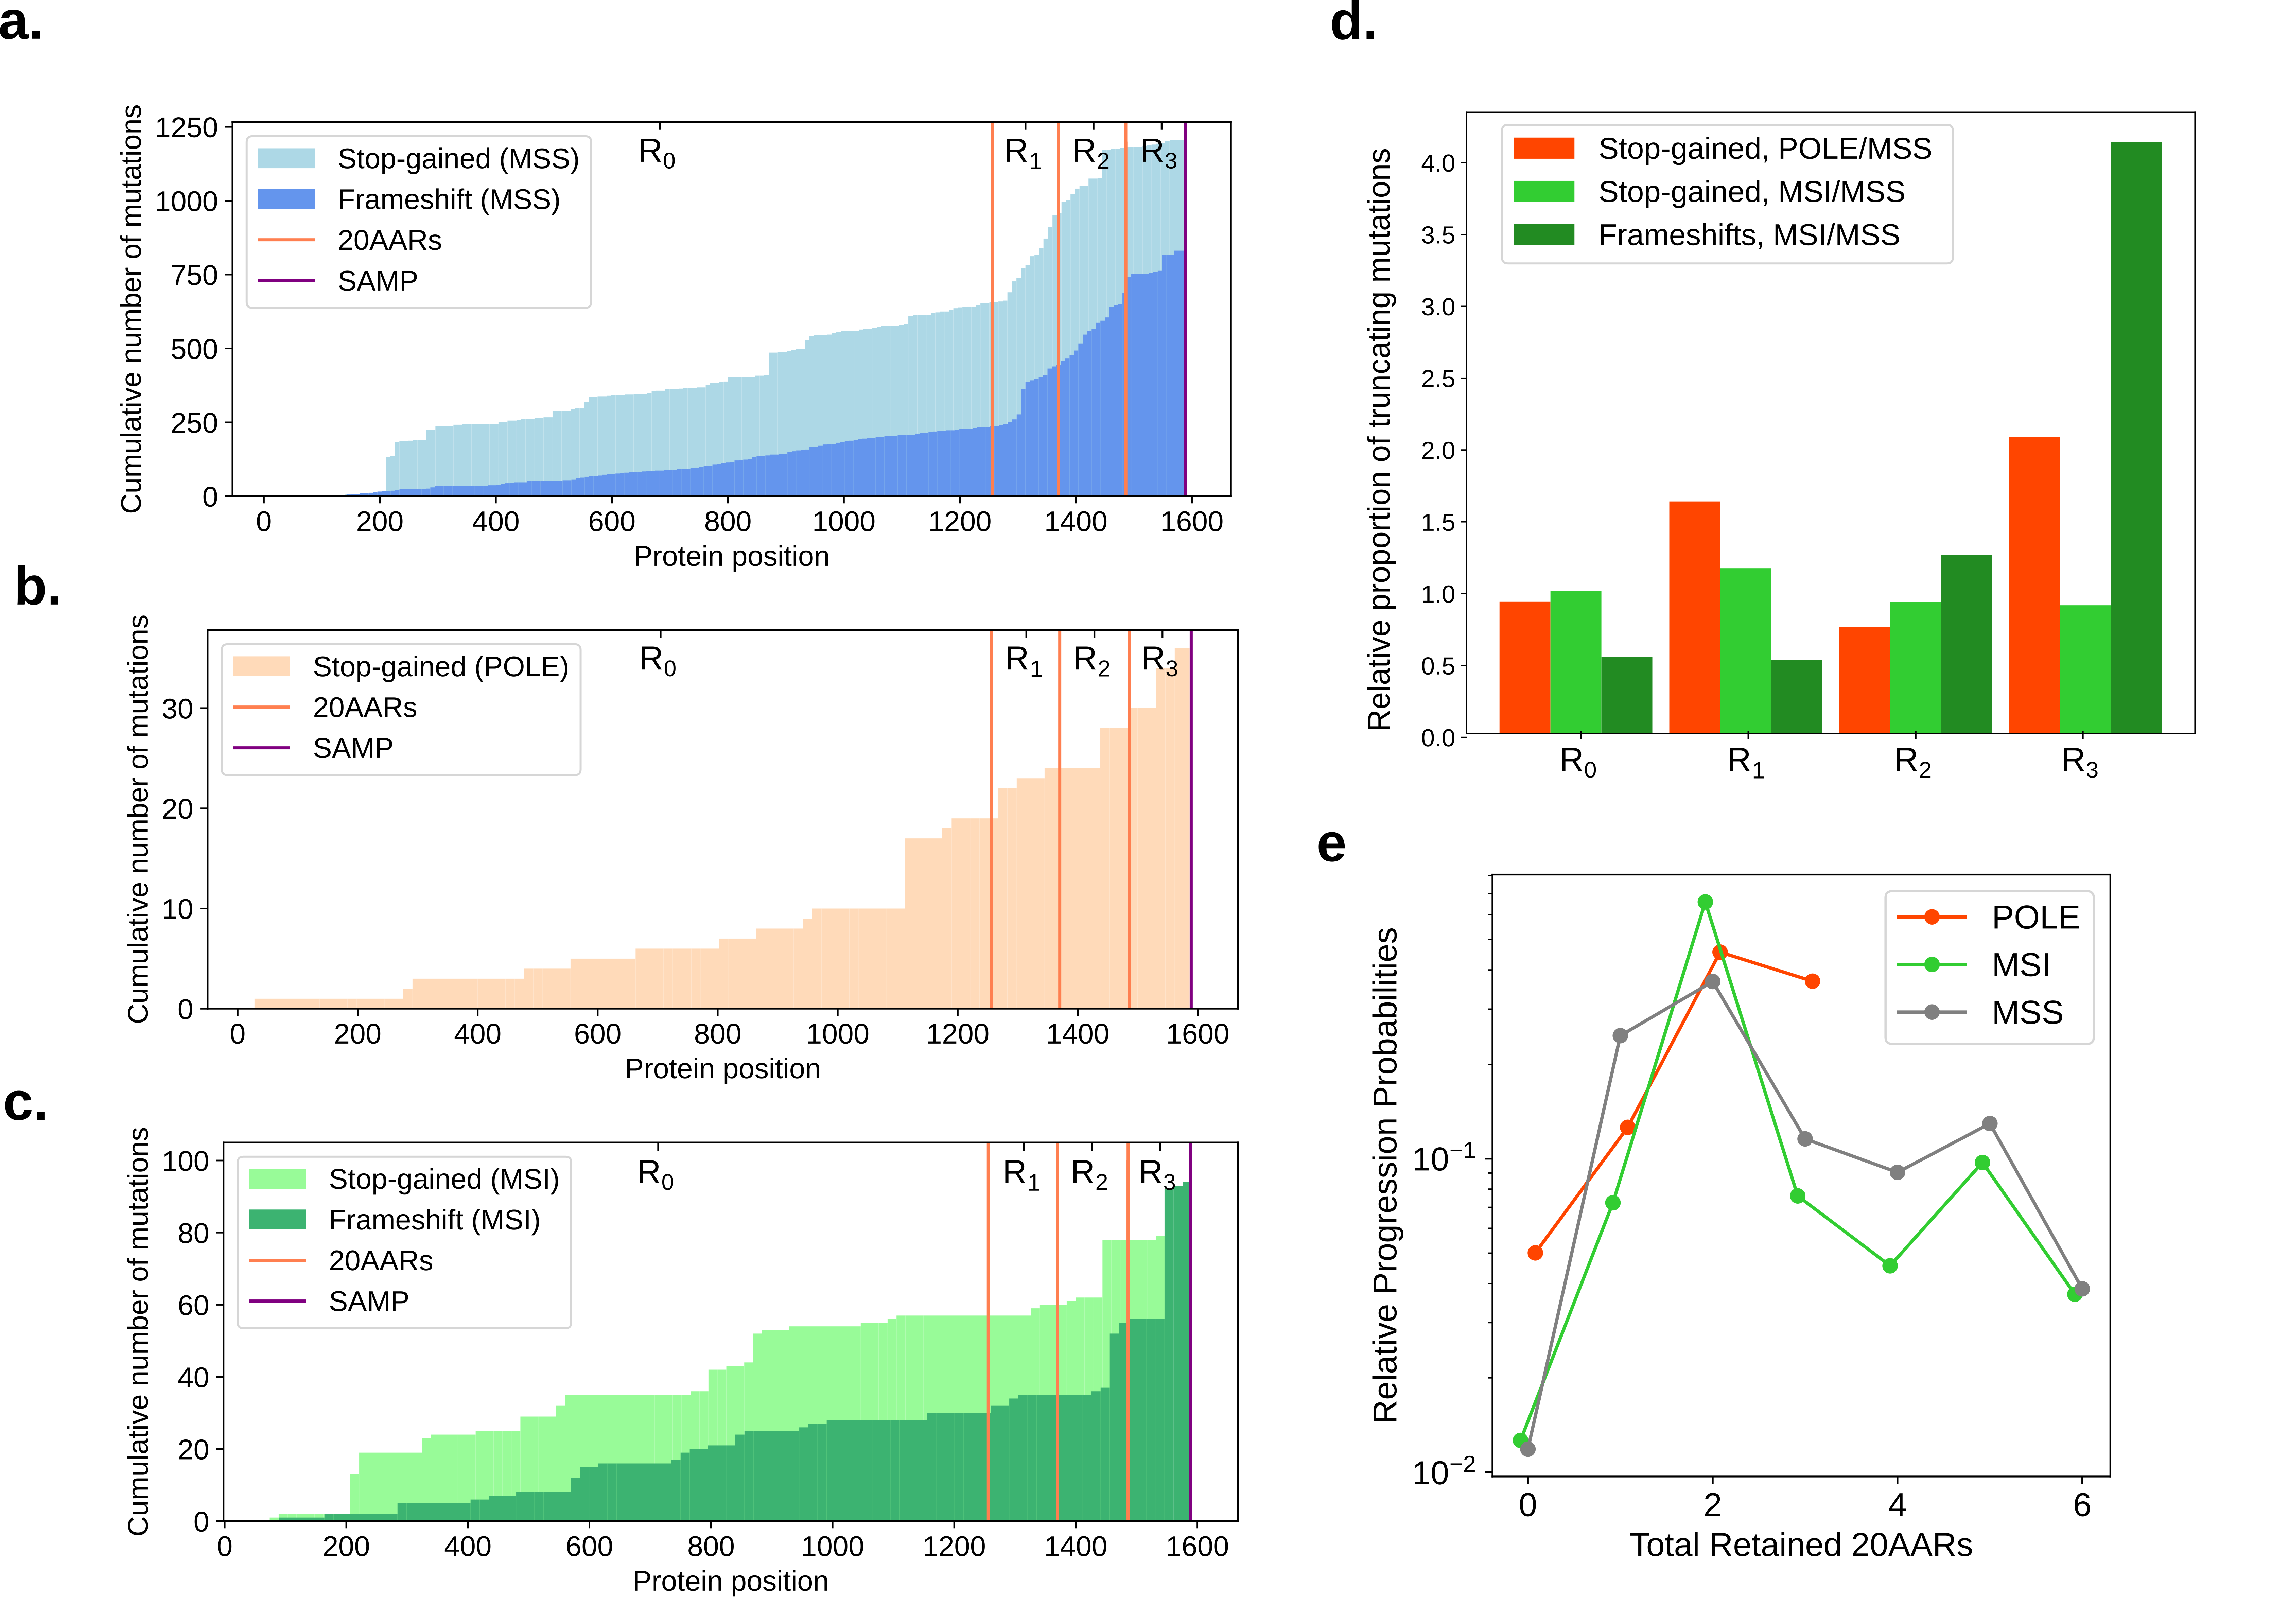 a.
Cumulative number of mutations
1250
1000
750
500
250
0
Stop-gained (MSS)
Frameshift (MSS)
20AARs
SAMP
R0
R1
R2
R3
0 200 400 600 800 1000 1200 1400 1600
Protein position
b.
Cumulative number of mutations
30
20
10
0
Stop-gained (POLE)
20AARs
SAMP
R0
R1
R2
R3
0 200 400 600 800 1000 1200 1400 1600
Protein position
c.
Cumulative number of mutations
100
80
60
40
20
0
Stop-gained (MSI)
Frameshift (MSI)
20AARs
SAMP
R0
R1
R2
R3
0 200 400 600 800 1000 1200 1400 1600
Protein position
d.
Relative proportion of truncating mutations
4.0
3.5
3.0
2.5
2.0
1.5
1.0
0.5
0.0
Stop-gained, POLE/MSS
Stop-gained, MSI/MSS
Frameshifts, MSI/MSS
R0 R1 R2 R3
e
Relative Progression Probabilities
10−1
10−2
POLE
MSI
MSS
0 2 4 6
Total Retained 20AARs